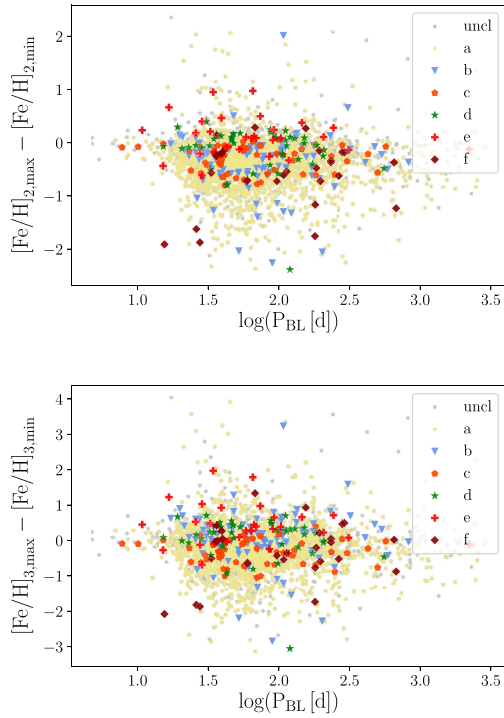 2
1
0
−1
−2
[Fe/H]2,max − [Fe/H]2,min
1.0 1.5 2.0 2.5 3.0 3.5
log(PBL [d])
uncl
a
b
c
d
e
f
4
3
2
1
0
−1
−2
−3
[Fe/H]3,max − [Fe/H]3,min
1.0 1.5 2.0 2.5 3.0 3.5
log(PBL [d])
uncl
a
b
c
d
e
f